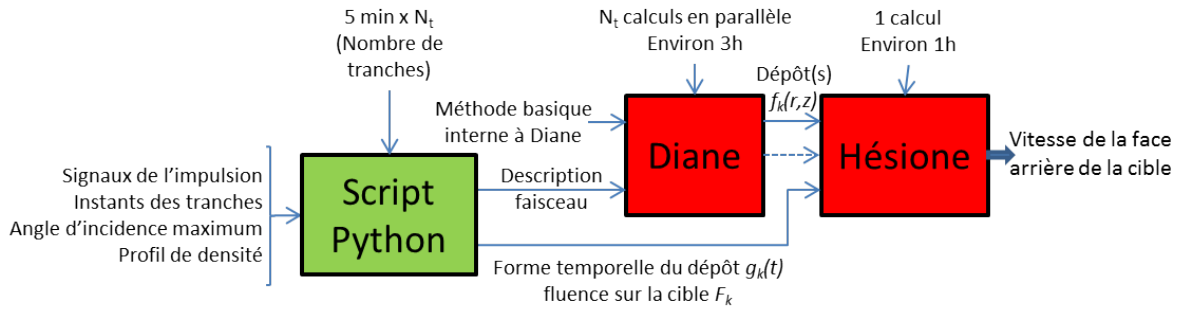 5 min x Nt
(Nombre de
tranches)
Nt calculs en parallèle
Environ 3h
1 calcul
Environ 1h
Signaux de l'impulsion
Instants des tranches
Angle d'incidence maximum
Profil de densité
Script
Python
Méthode basique
interne à Diane
Description
faisceau
Diane
Dépôt(s)
fk(r,z)
Hésione
Vitesse de la face
arrière de la cible
Forme temporelle du dépôt gk(t)
fluence sur la cible Fk